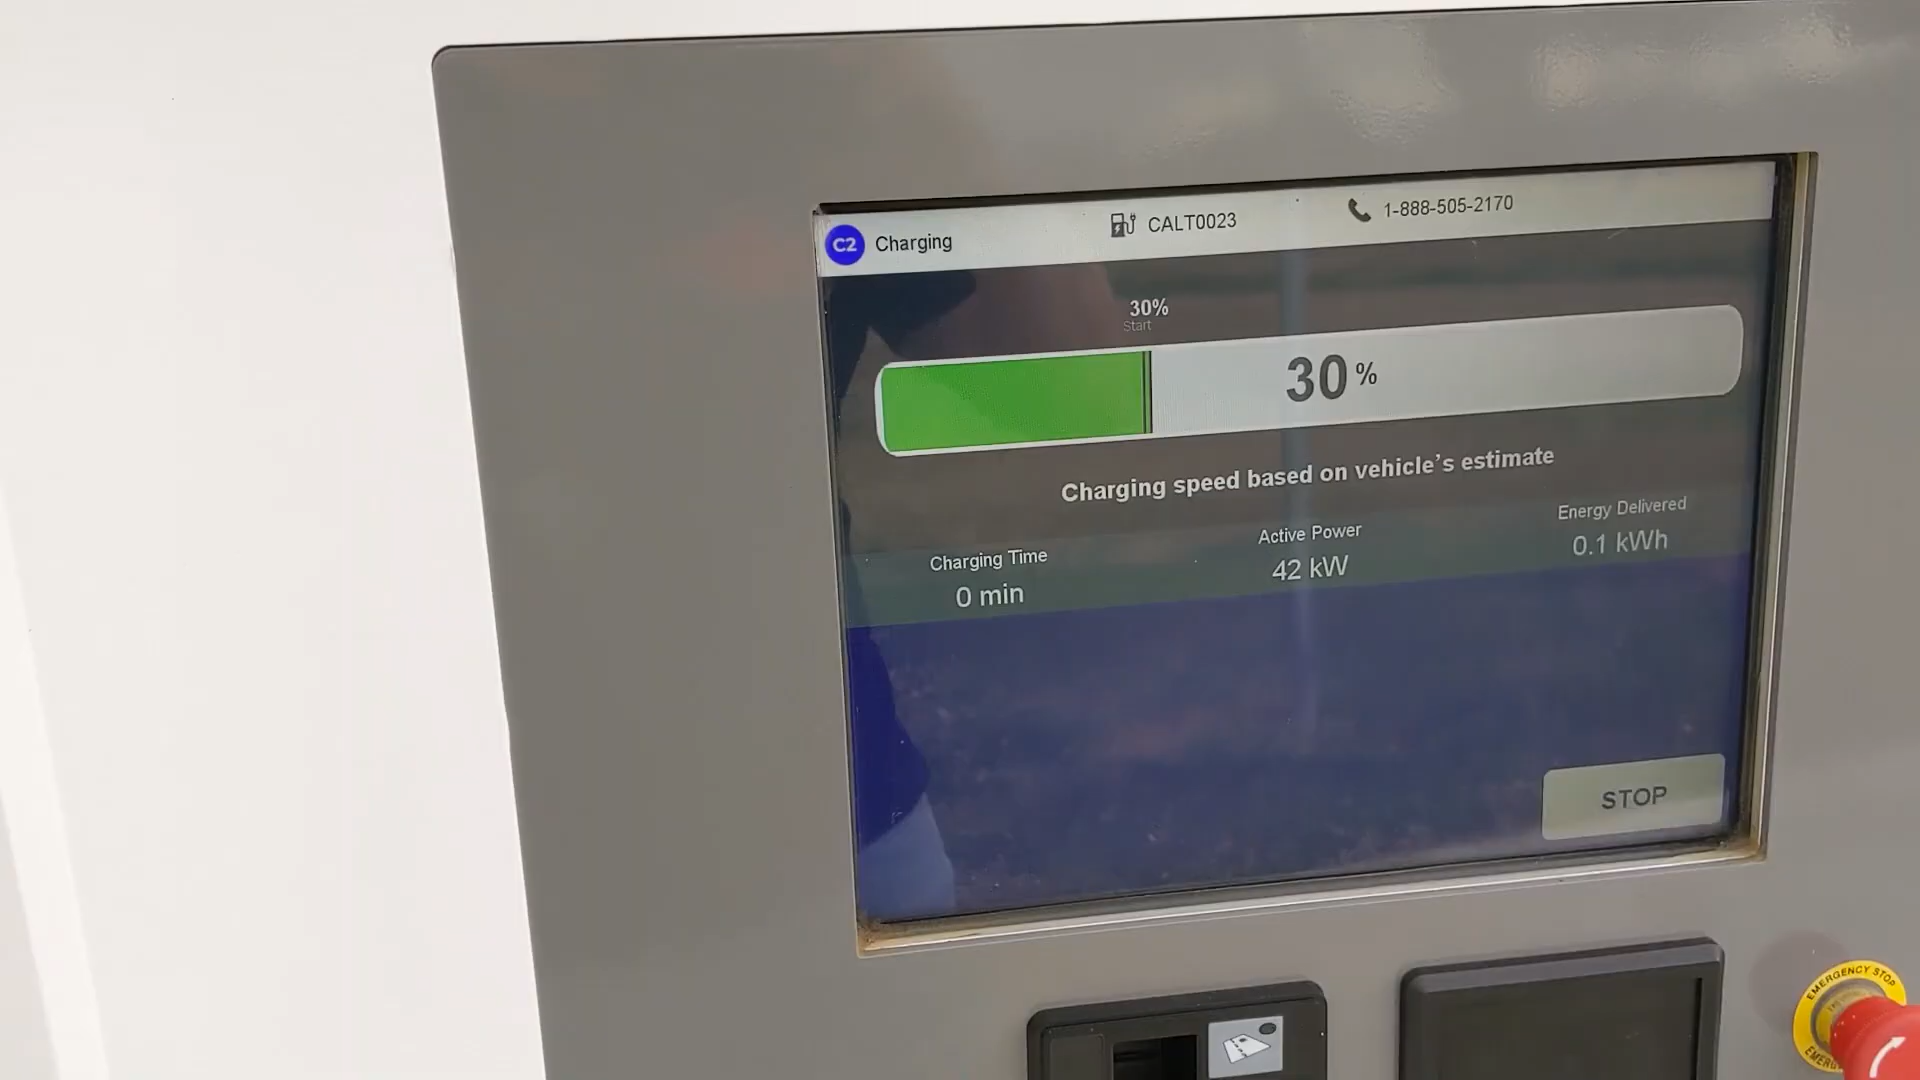 C2 Charging
CALT0023
1-888-505-2170
30%
Start
30 %
Charging speed based on vehicle's estimate
Charging Time
0 min
Active Power
42 kW
Energy Delivered
0.1 kWh
STOP
EMERGENCY STOP